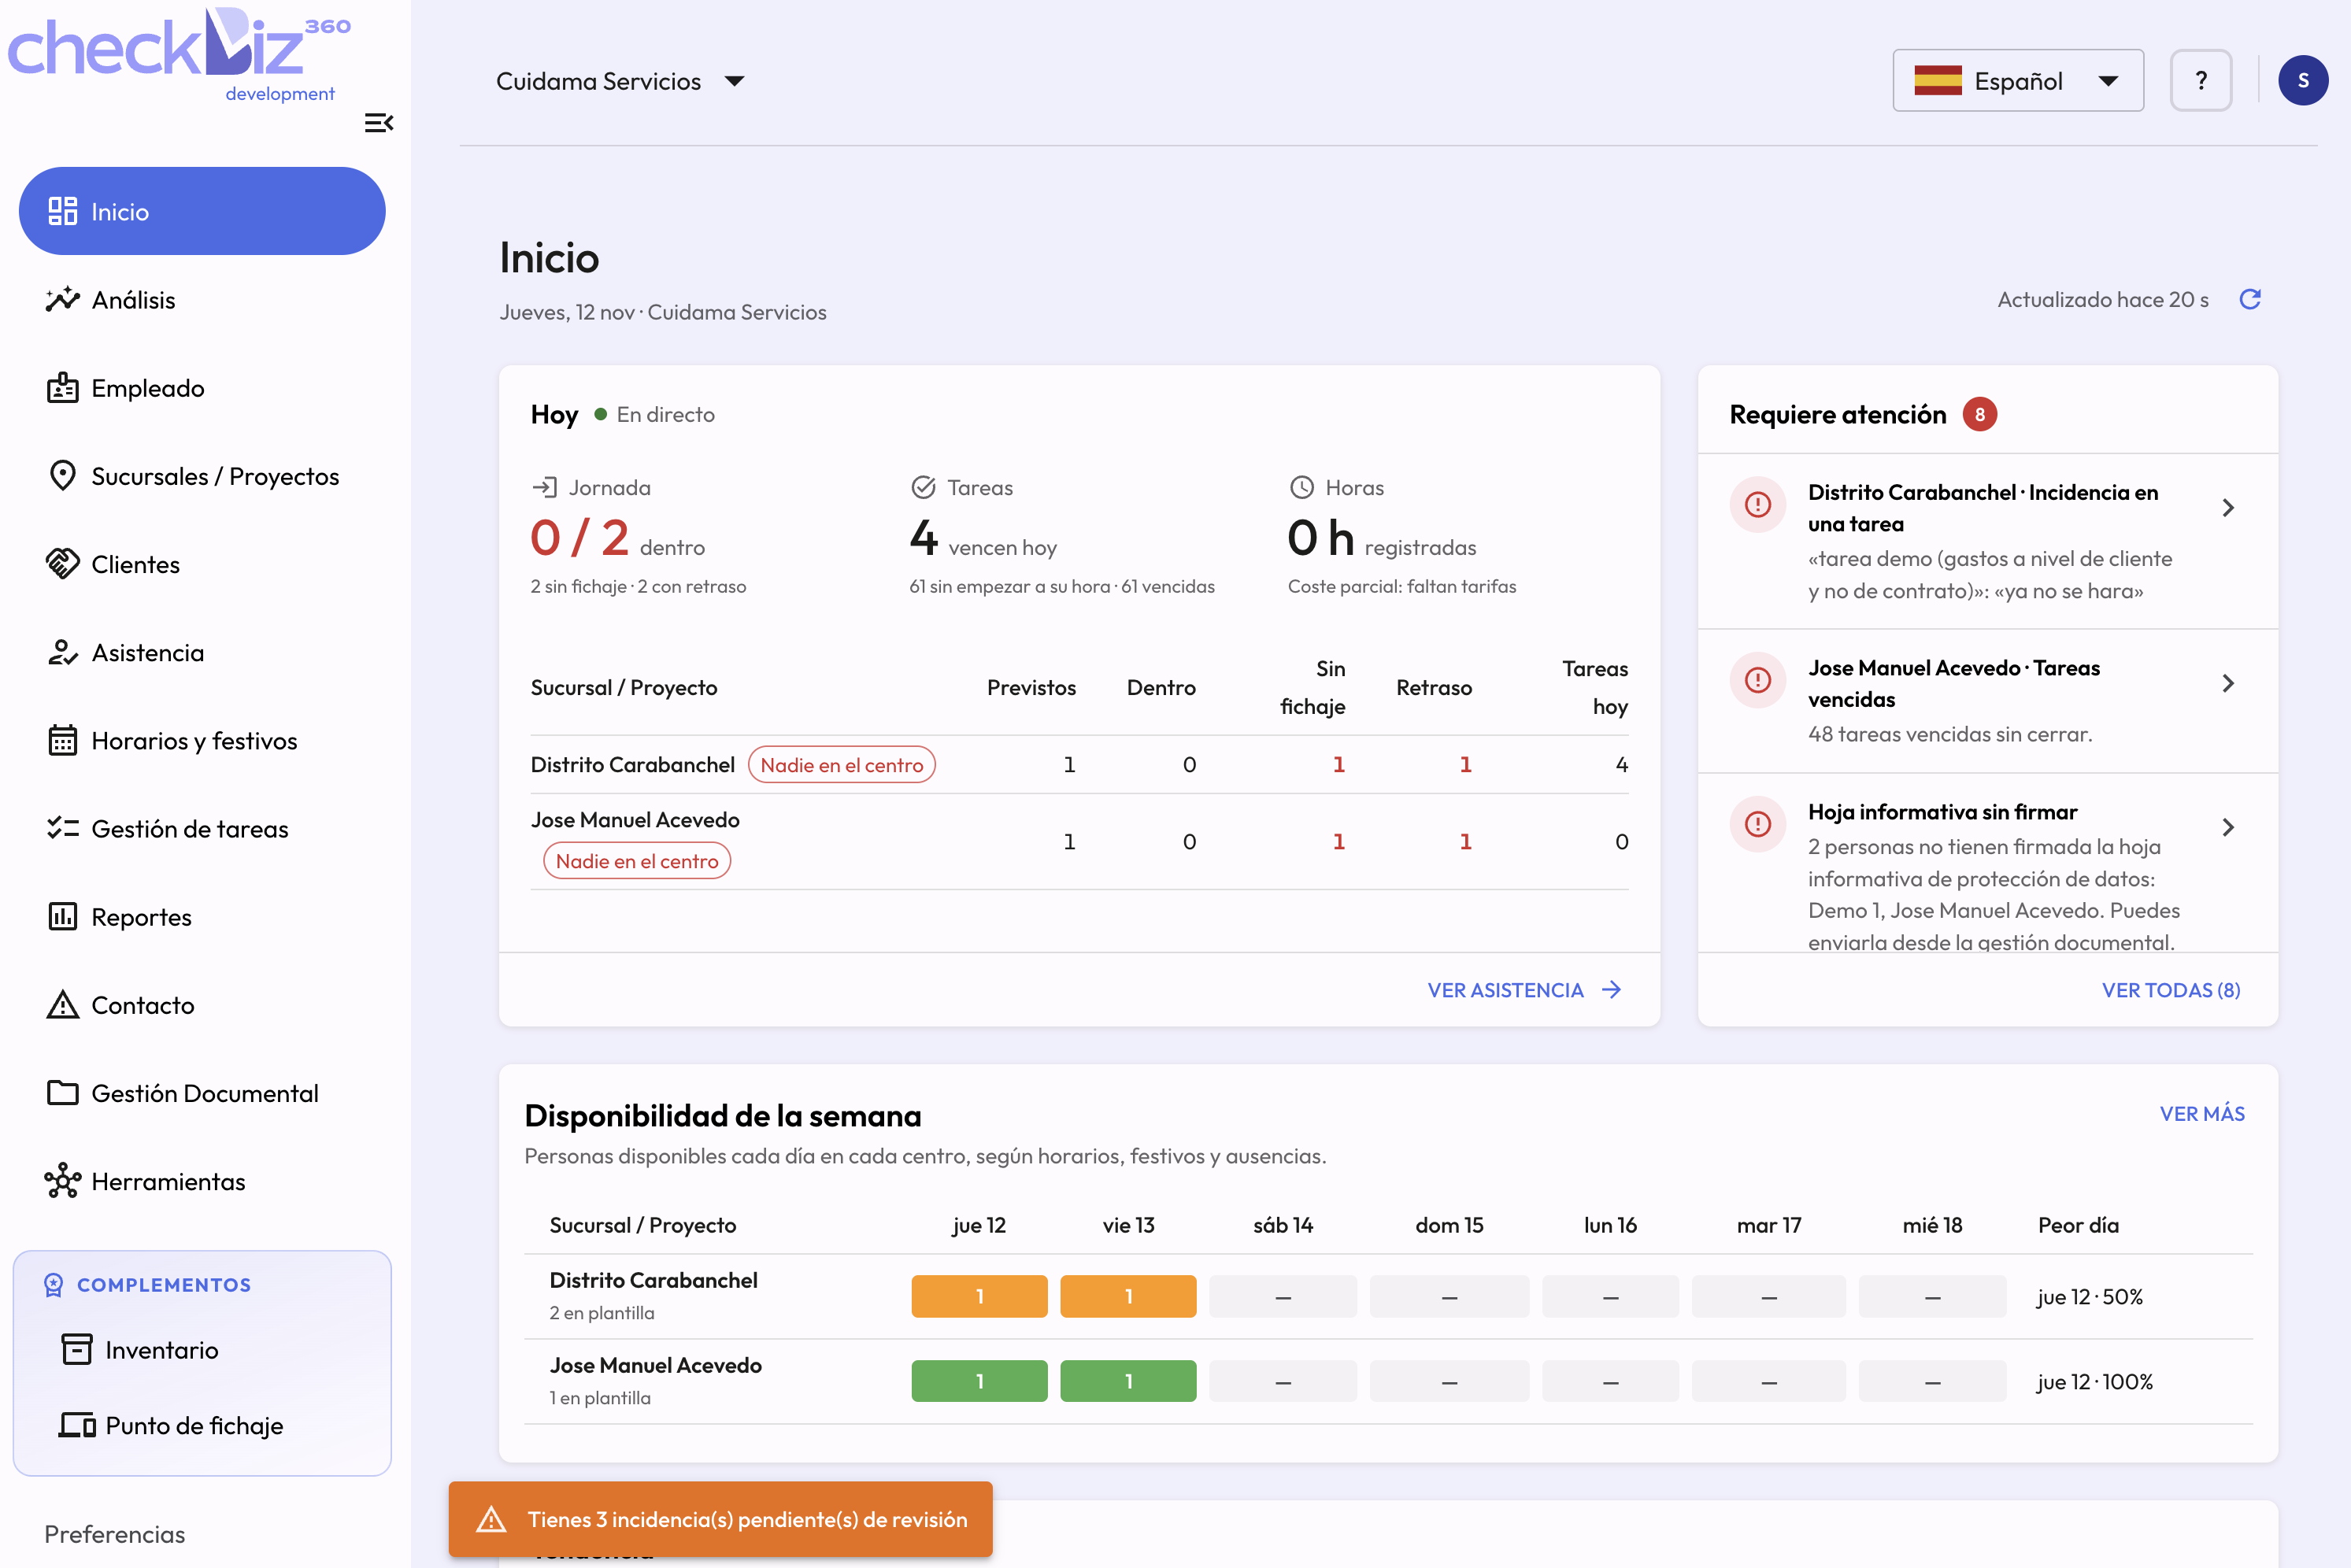 checkBiz 360
development
Inicio
Análisis
Empleado
Sucursales / Proyectos
Clientes
Asistencia
Horarios y festivos
Gestión de tareas
Reportes
Contacto
Gestión Documental
Herramientas
COMPLEMENTOS
Inventario
Punto de fichaje
Preferencias
Cuidama Servicios
Español
?
S
Inicio
Jueves, 12 nov · Cuidama Servicios
Actualizado hace 20 s
Hoy En directo
Jornada
0 / 2 dentro
2 sin fichaje · 2 con retraso
Tareas
4 vencen hoy
61 sin empezar a su hora · 61 vencidas
Horas
0 h registradas
Coste parcial: faltan tarifas
Sucursal / Proyecto Previstos Dentro Sin fichaje Retraso Tareas hoy
Distrito Carabanchel Nadie en el centro 1 0 1 1 4
Jose Manuel Acevedo
Nadie en el centro 1 0 1 1 0
VER ASISTENCIA
Requiere atención 8
Distrito Carabanchel · Incidencia en
una tarea
«tarea demo (gastos a nivel de cliente
y no de contrato)»: «ya no se hara»
Jose Manuel Acevedo · Tareas
vencidas
48 tareas vencidas sin cerrar.
Hoja informativa sin firmar
2 personas no tienen firmada la hoja
informativa de protección de datos:
Demo 1, Jose Manuel Acevedo. Puedes
enviarla desde la gestión documental.
VER TODAS (8)
Disponibilidad de la semana
VER MÁS
Personas disponibles cada día en cada centro, según horarios, festivos y ausencias.
Sucursal / Proyecto jue 12 vie 13 sáb 14 dom 15 lun 16 mar 17 mié 18 Peor día
Distrito Carabanchel
2 en plantilla
1 1 – – – – – jue 12 · 50%
Jose Manuel Acevedo
1 en plantilla
1 1 – – – – – jue 12 · 100%
Tienes 3 incidencia(s) pendiente(s) de revisión